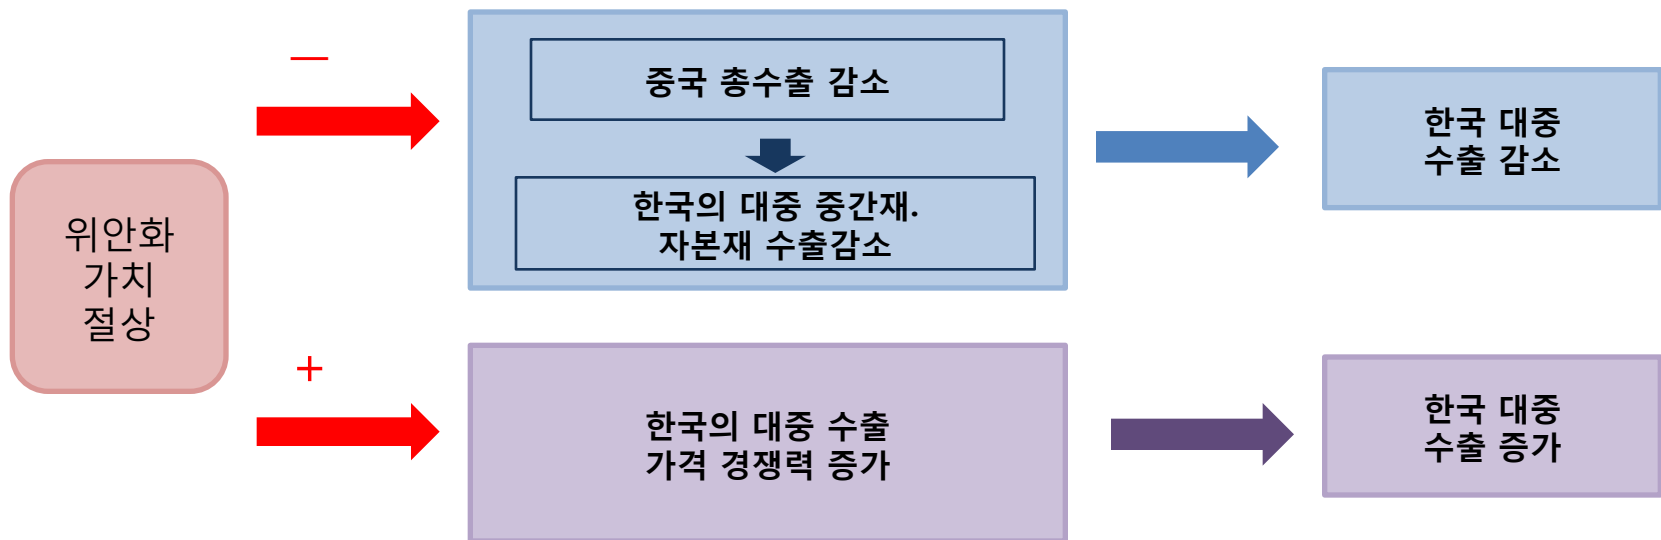 위안화
가치
절상
—
중국 총수출 감소
한국의 대중 중간재.
자본재 수출감소
한국 대중
수출 감소
+
한국의 대중 수출
가격 경쟁력 증가
한국 대중
수출 증가